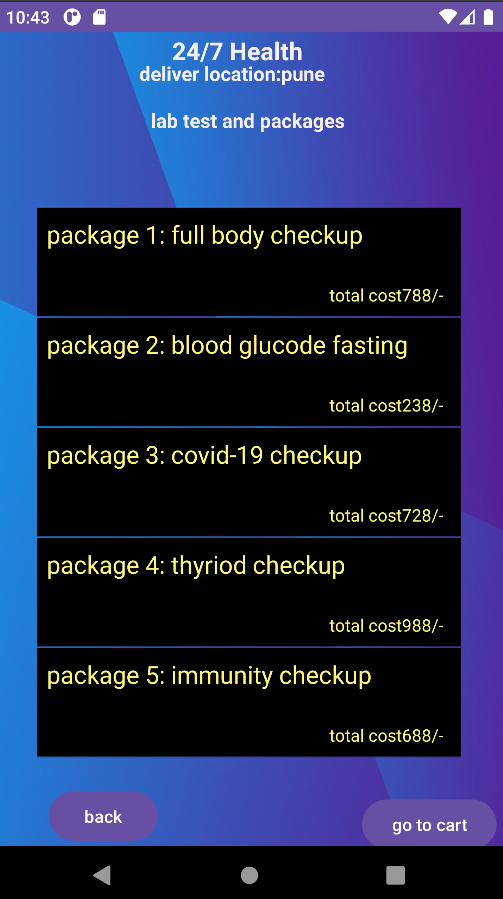 10:43
24/7 Health
deliver location:pune
lab test and packages
package 1: full body checkup
total cost788/-
package 2: blood glucode fasting
total cost238/-
package 3: covid-19 checkup
total cost728/-
package 4: thyriod checkup
total cost988/-
package 5: immunity checkup
total cost688/-
back
go to cart